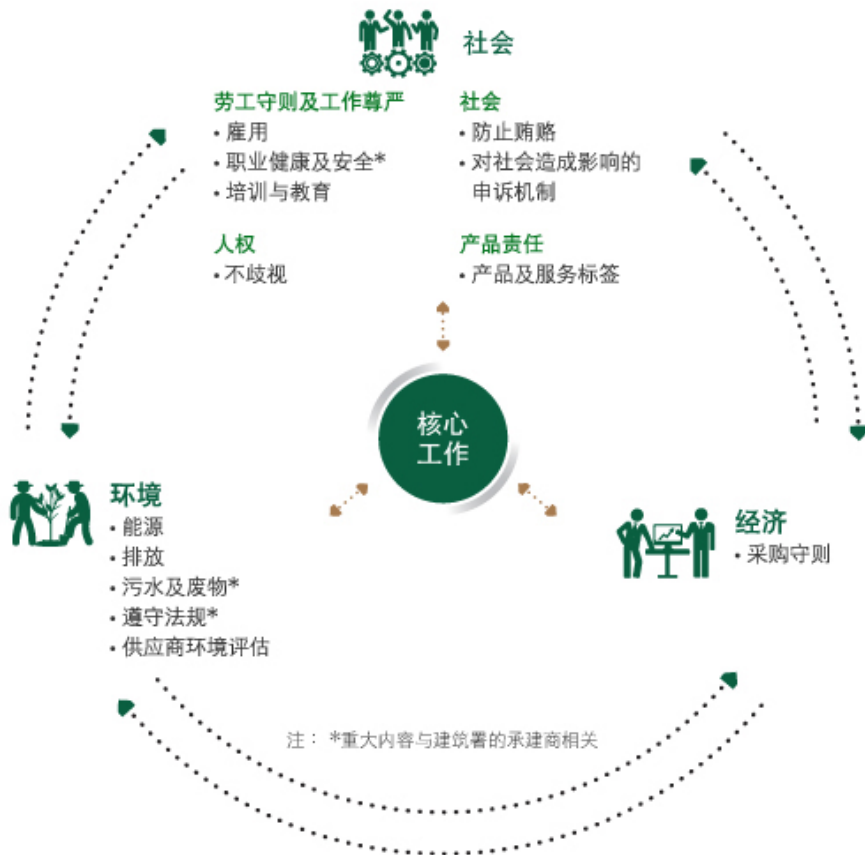 社会
劳工守则及工作尊严
• 雇用
• 职业健康及安全*
• 培训与教育
社会
• 防止贿赂
• 对社会造成影响的
申诉机制
人权
• 不歧视
产品责任
• 产品及服务标签
核心
工作
环境
• 能源
• 排放
• 污水及废物*
• 遵守法规*
• 供应商环境评估
经济
• 采购守则
注： *重大内容与建筑署的承建商相关